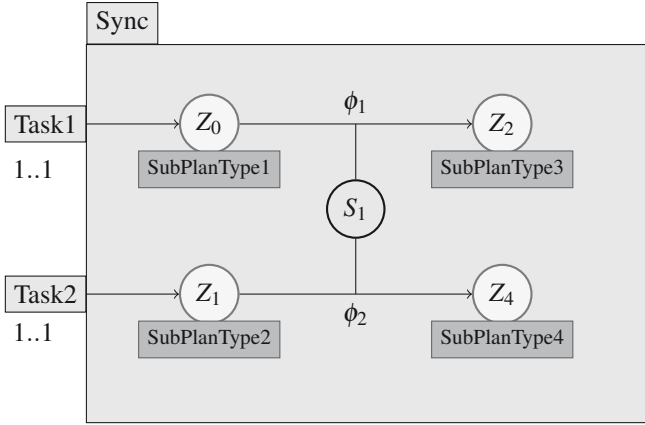 Sync
Task1
1..1
Z0
ϕ1
Z2
SubPlanType1
SubPlanType3
S1
Task2
1..1
Z1
ϕ2
Z4
SubPlanType2
SubPlanType4